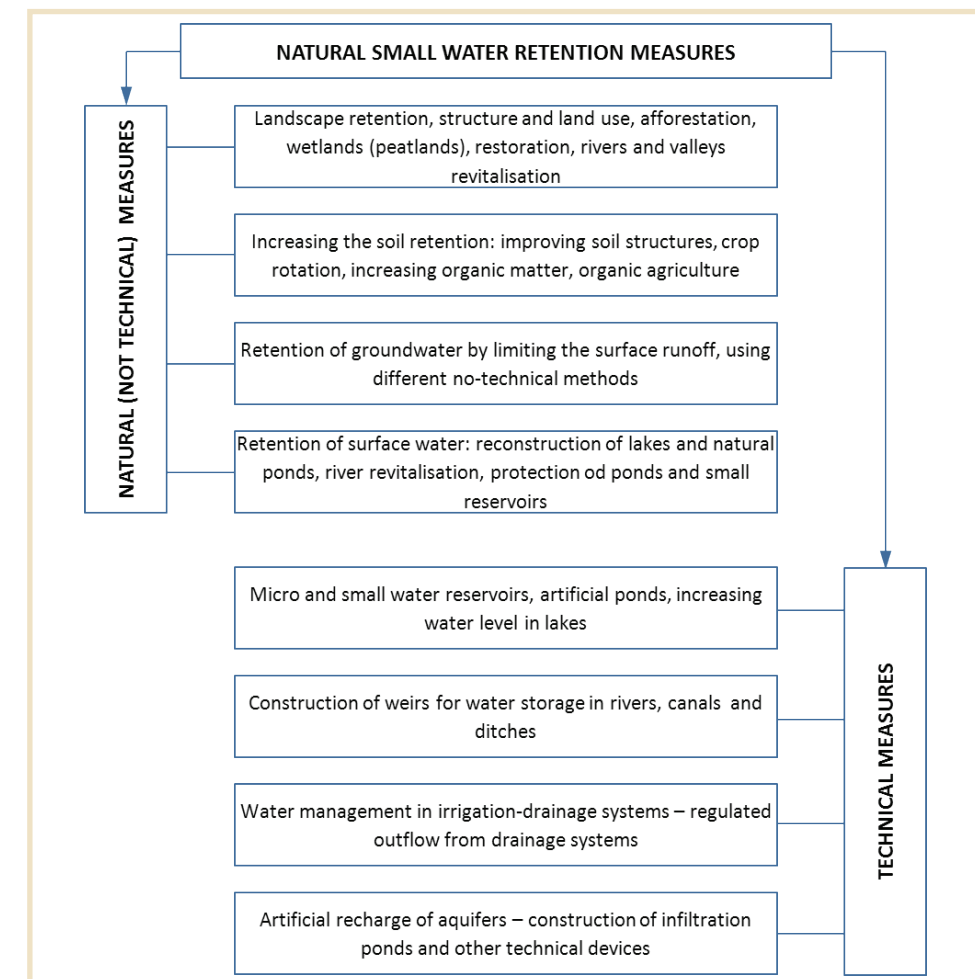 NATURAL SMALL WATER RETENTION MEASURES
NATURAL (NOT TECHNICAL) MEASURES
Landscape retention, structure and land use, afforestation,
wetlands (peatlands), restoration, rivers and valleys
revitalisation
Increasing the soil retention: improving soil structures, crop
rotation, increasing organic matter, organic agriculture
Retention of groundwater by limiting the surface runoff, using
different no-technical methods
Retention of surface water: reconstruction of lakes and natural
ponds, river revitalisation, protection od ponds and small
reservoirs
TECHNICAL MEASURES
Micro and small water reservoirs, artificial ponds, increasing
water level in lakes
Construction of weirs for water storage in rivers, canals and
ditches
Water management in irrigation-drainage systems – regulated
outflow from drainage systems
Artificial recharge of aquifers – construction of infiltration
ponds and other technical devices